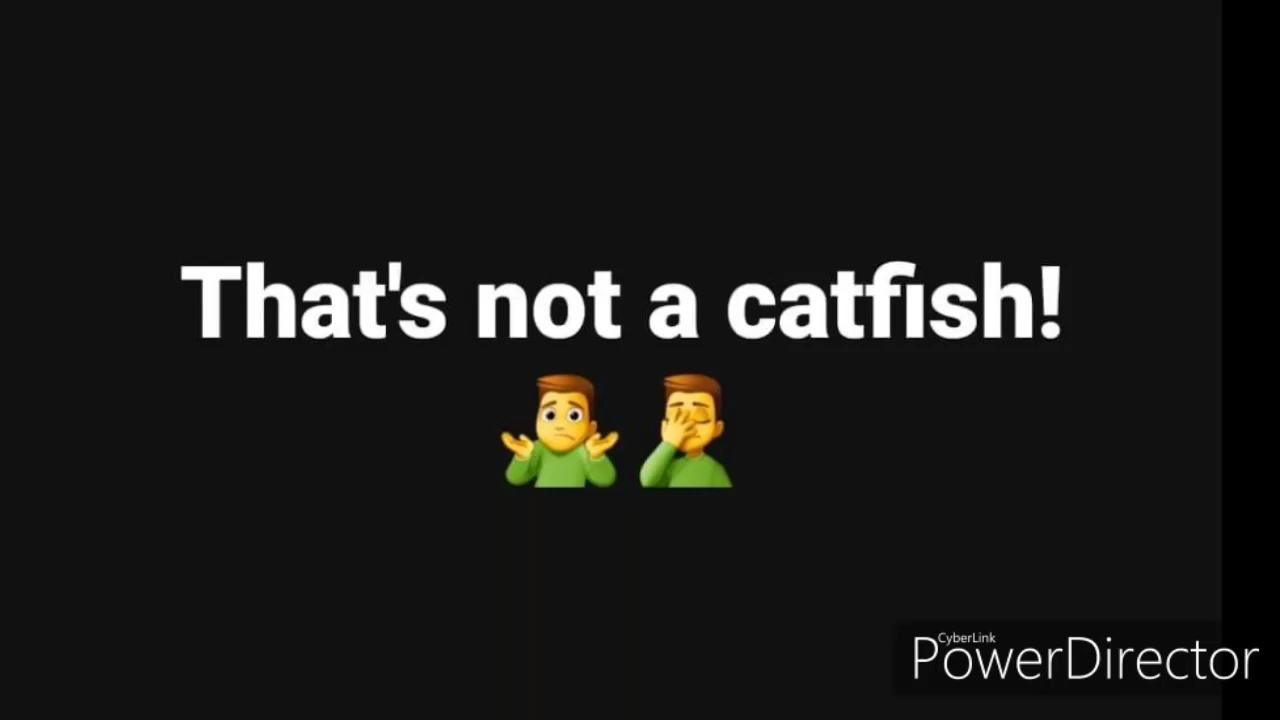 That's not a catfish!
🤷‍♂️ 🤦‍♂️
CyberLink
PowerDirector